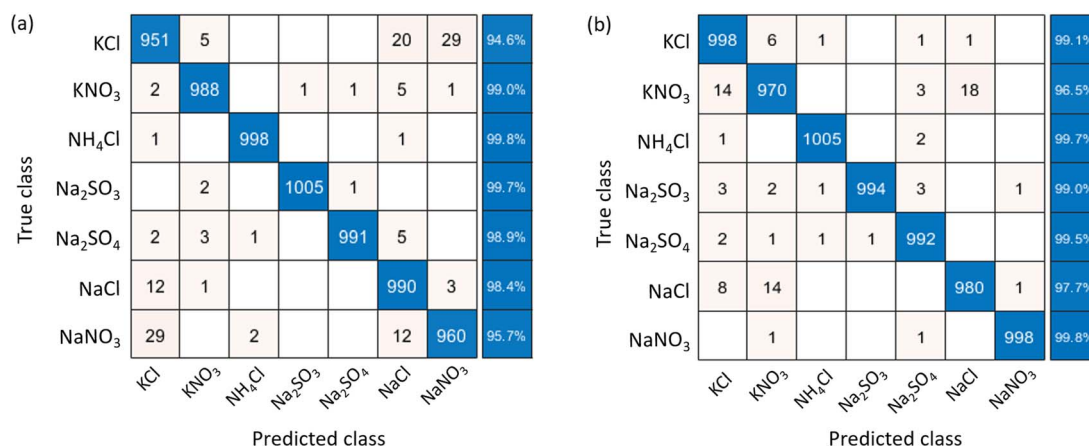 (a)
True class
KCl 951 5 20 29 94.6%
KNO₃ 2 988 1 1 5 1 99.0%
NH₄Cl 1 998 1 99.8%
Na₂SO₃ 2 1005 1 99.7%
Na₂SO₄ 2 3 1 991 5 98.9%
NaCl 12 1 990 3 98.4%
NaNO₃ 29 2 12 960 95.7%
KCl KNO₃ NH₄Cl Na₂SO₃ Na₂SO₄ NaCl NaNO₃
Predicted class
(b)
True class
KCl 998 6 1 1 1 99.1%
KNO₃ 14 970 3 18 96.5%
NH₄Cl 1 1005 2 99.7%
Na₂SO₃ 3 2 1 994 3 1 99.0%
Na₂SO₄ 2 1 1 1 992 99.5%
NaCl 8 14 980 1 97.7%
NaNO₃ 1 1 998 99.8%
KCl KNO₃ NH₄Cl Na₂SO₃ Na₂SO₄ NaCl NaNO₃
Predicted class